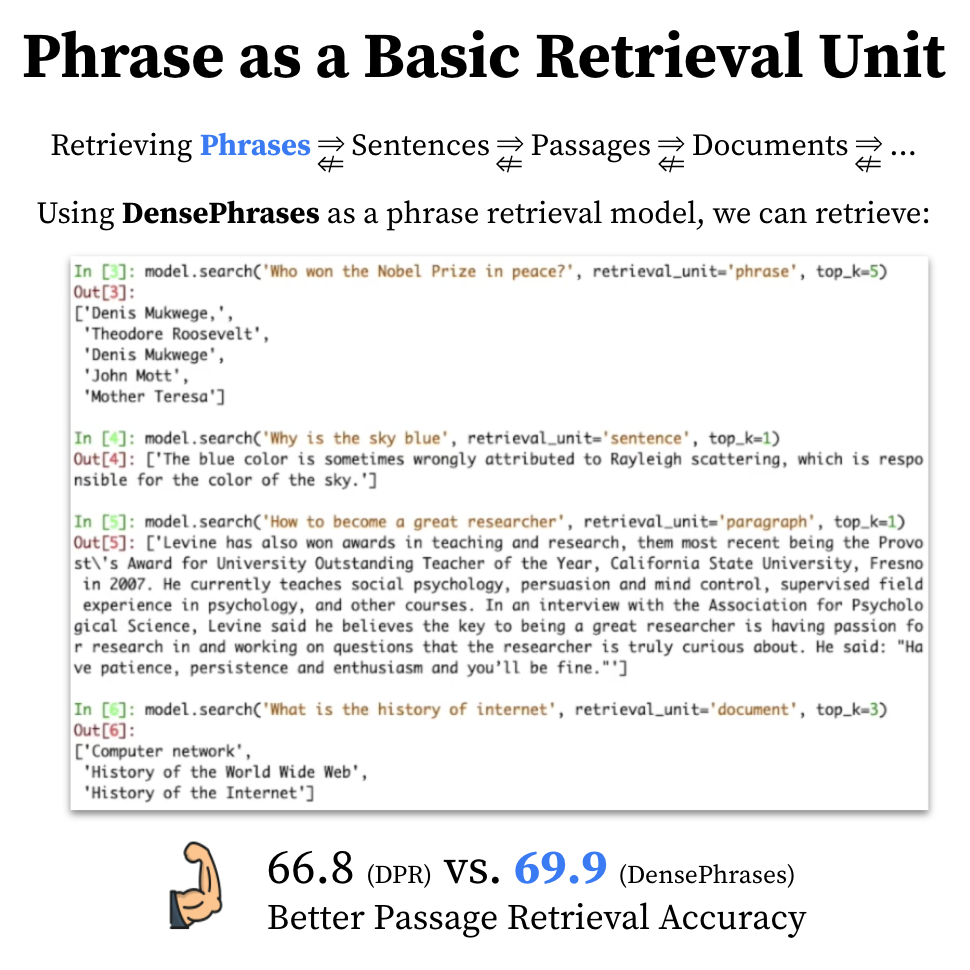 Phrase as a Basic Retrieval Unit
Retrieving Phrases ⇒⇍ Sentences ⇒⇍ Passages ⇒⇍ Documents ⇒⇍ ...
Using DensePhrases as a phrase retrieval model, we can retrieve:
In [3]: model.search('Who won the Nobel Prize in peace?', retrieval_unit='phrase', top_k=5)
Out[3]:
['Denis Mukwege,',
 'Theodore Roosevelt',
 'Denis Mukwege',
 'John Mott',
 'Mother Teresa']
In [4]: model.search('Why is the sky blue', retrieval_unit='sentence', top_k=1)
Out[4]: ['The blue color is sometimes wrongly attributed to Rayleigh scattering, which is respo
nsible for the color of the sky.']
In [5]: model.search('How to become a great researcher', retrieval_unit='paragraph', top_k=1)
Out[5]: ['Levine has also won awards in teaching and research, them most recent being the Provo
st\'s Award for University Outstanding Teacher of the Year, California State University, Fresno
 in 2007. He currently teaches social psychology, persuasion and mind control, supervised field
 experience in psychology, and other courses. In an interview with the Association for Psycholo
gical Science, Levine said he believes the key to being a great researcher is having passion fo
r research in and working on questions that the researcher is truly curious about. He said: "Ha
ve patience, persistence and enthusiasm and you'll be fine."']
In [6]: model.search('What is the history of internet', retrieval_unit='document', top_k=3)
Out[6]:
['Computer network',
 'History of the World Wide Web',
 'History of the Internet']
66.8 (DPR) vs. 69.9 (DensePhrases)
Better Passage Retrieval Accuracy